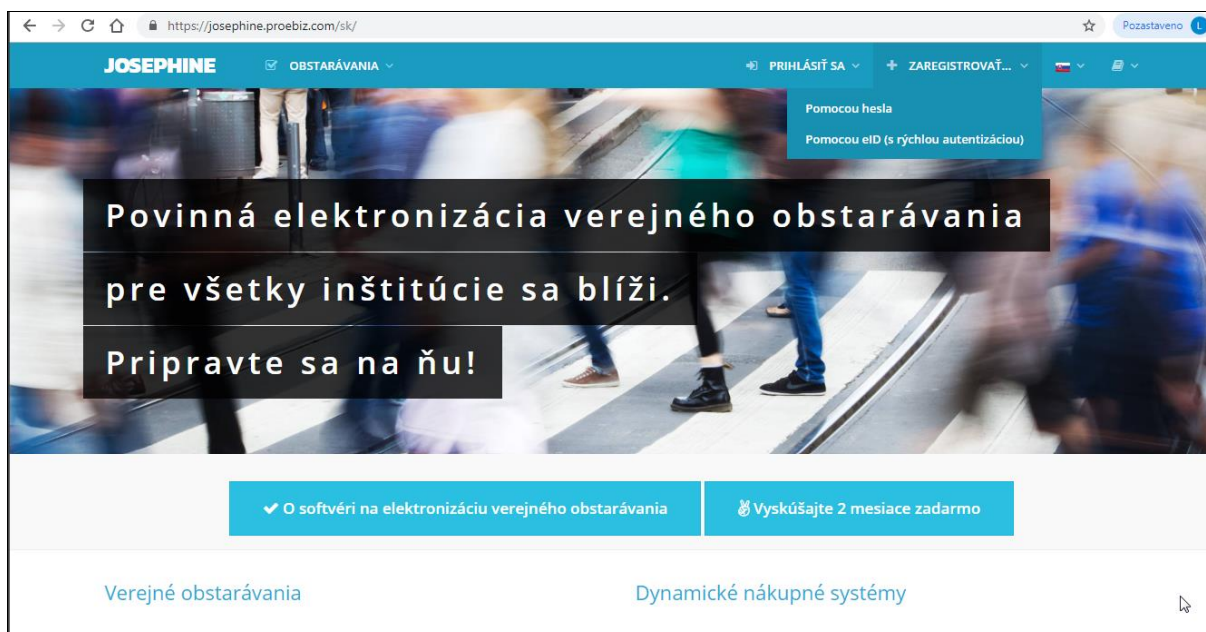 https://josephine.proebiz.com/sk/
Pozastaveno L
JOSEPHINE OBSTARÁVANIA PRIHLÁSIŤ SA ZAREGISTROVAŤ...
Pomocou hesla
Pomocou eID (s rýchlou autentizáciou)
Povinná elektronizácia verejného obstarávania
pre všetky inštitúcie sa blíži.
Pripravte sa na ňu!
O softvéri na elektronizáciu verejného obstarávania
Vyskúšajte 2 mesiace zadarmo
Verejné obstarávania
Dynamické nákupné systémy